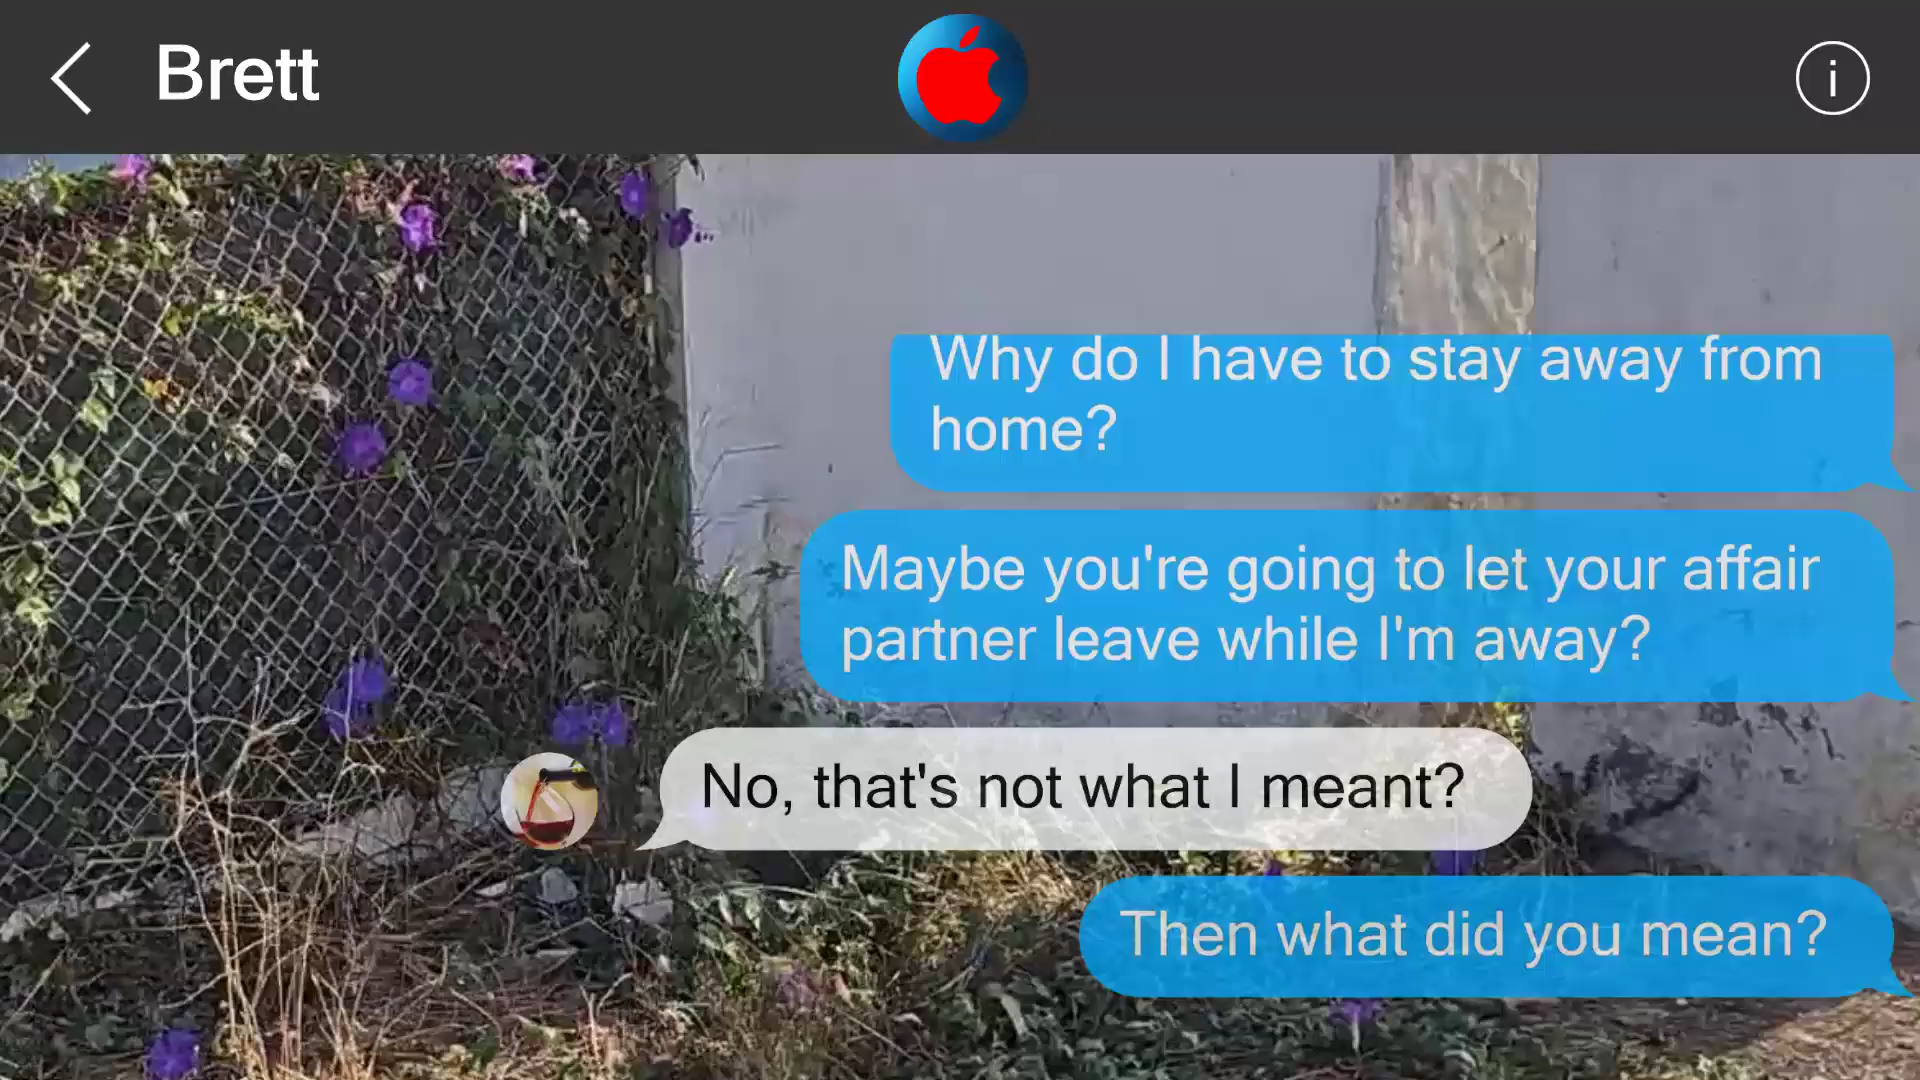 Brett
i
Why do I have to stay away from
home?
Maybe you're going to let your affair
partner leave while I'm away?
No, that's not what I meant?
Then what did you mean?